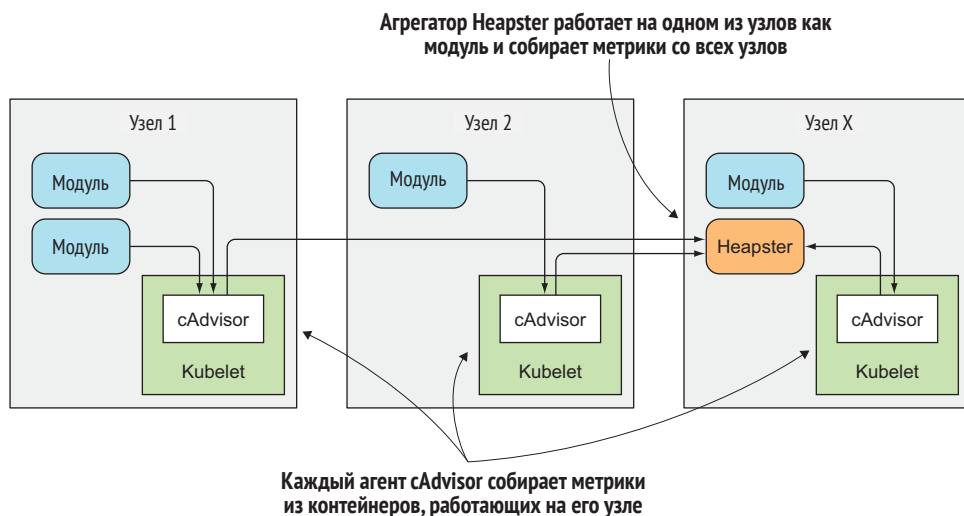 Агрегатор Heapster работает на одном из узлов как
модуль и собирает метрики со всех узлов
Узел 1
Узел 2
Узел X
Модуль
Модуль
Модуль
Модуль
Heapster
cAdvisor
cAdvisor
cAdvisor
Kubelet
Kubelet
Kubelet
Каждый агент cAdvisor собирает метрики
из контейнеров, работающих на его узле